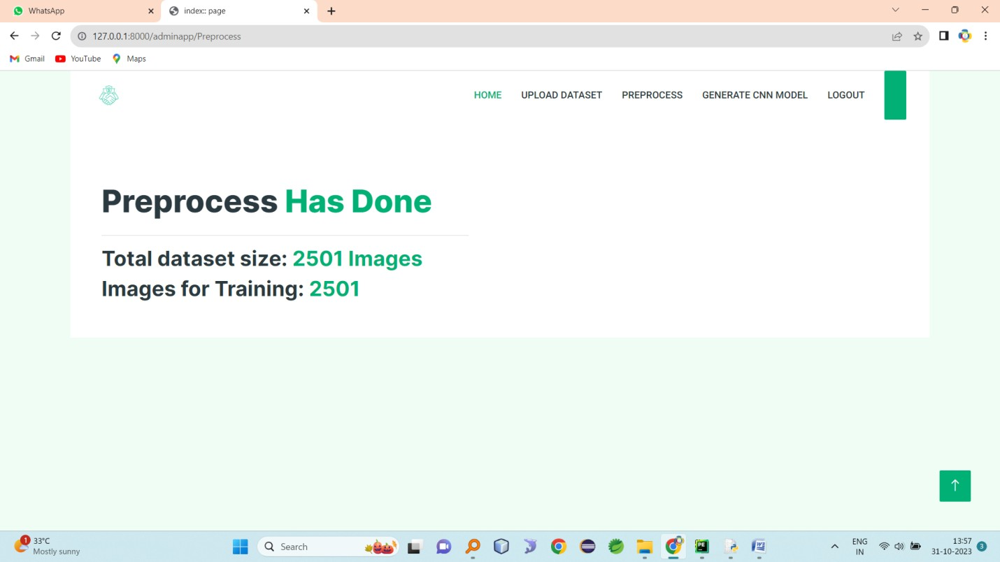 WhatsApp
index:: page
127.0.0.1:8000/adminapp/Preprocess
Gmail YouTube Maps
HOME UPLOAD DATASET PREPROCESS GENERATE CNN MODEL LOGOUT
Preprocess Has Done
Total dataset size: 2501 Images
Images for Training: 2501
1
33°C
Mostly sunny
Search
PE
W
ENG
IN
13:57
31-10-2023
3